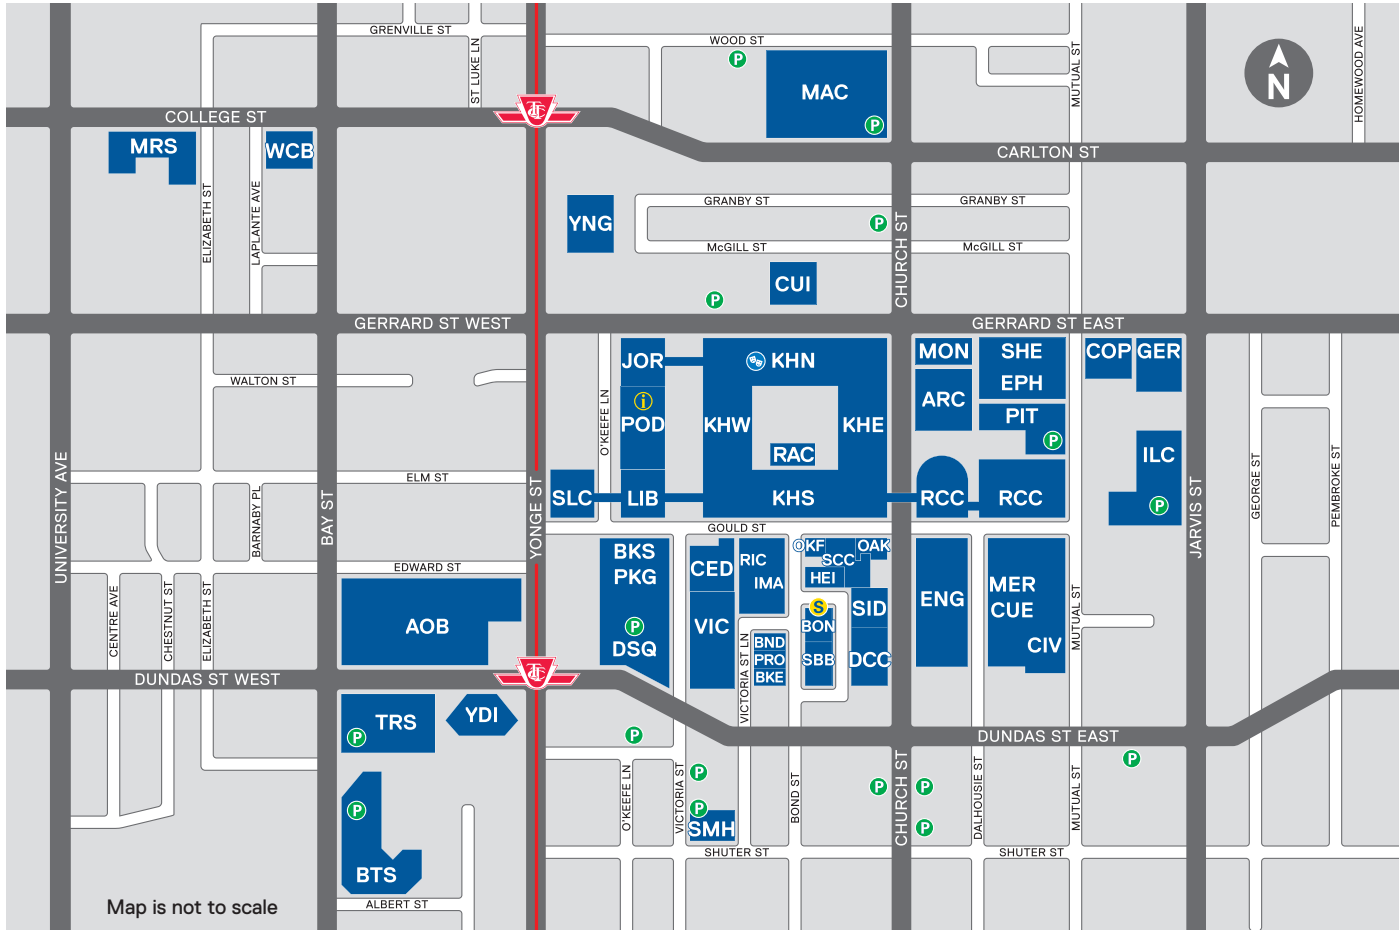 GRENVILLE ST
ST LUKE LN
WOOD ST
P
MUTUAL ST
HOMEWOOD AVE
N
MAC
P
COLLEGE ST
TTC
CARLTON ST
MRS
WCB
ELIZABETH ST
LAPLANTE AVE
YNG
GRANBY ST
GRANBY ST
P
CHURCH ST
McGILL ST
McGILL ST
CUI
P
GERRARD ST WEST
GERRARD ST EAST
JOR
KHN
MON
SHE
COP
GER
EPH
WALTON ST
O'KEEFE LN
i
POD
KHW
KHE
ARC
PIT
P
RAC
ILC
UNIVERSITY AVE
BAY ST
YONGE ST
JARVIS ST
GEORGE ST
PEMBROKE ST
ELM ST
BARNABY PL
SLC
LIB
KHS
RCC
RCC
P
GOULD ST
EDWARD ST
BKS
PKG
CED
RIC
IMA
OKF
OAK
SCC
HEI
ENG
MER
CUE
CIV
CENTRE AVE
CHESTNUT ST
ELIZABETH ST
AOB
P
DSQ
VIC
S
BON
SID
BND
PRO
BKE
SBB
DCC
MUTUAL ST
VICTORIA ST LN
DUNDAS ST WEST
TTC
TRS
P
YDI
P
DUNDAS ST EAST
P
P
O'KEEFE LN
VICTORIA ST
P
P
SMH
BOND ST
P
CHURCH ST
P
P
DALHOUSIE ST
MUTUAL ST
BTS
SHUTER ST
SHUTER ST
ALBERT ST
Map is not to scale